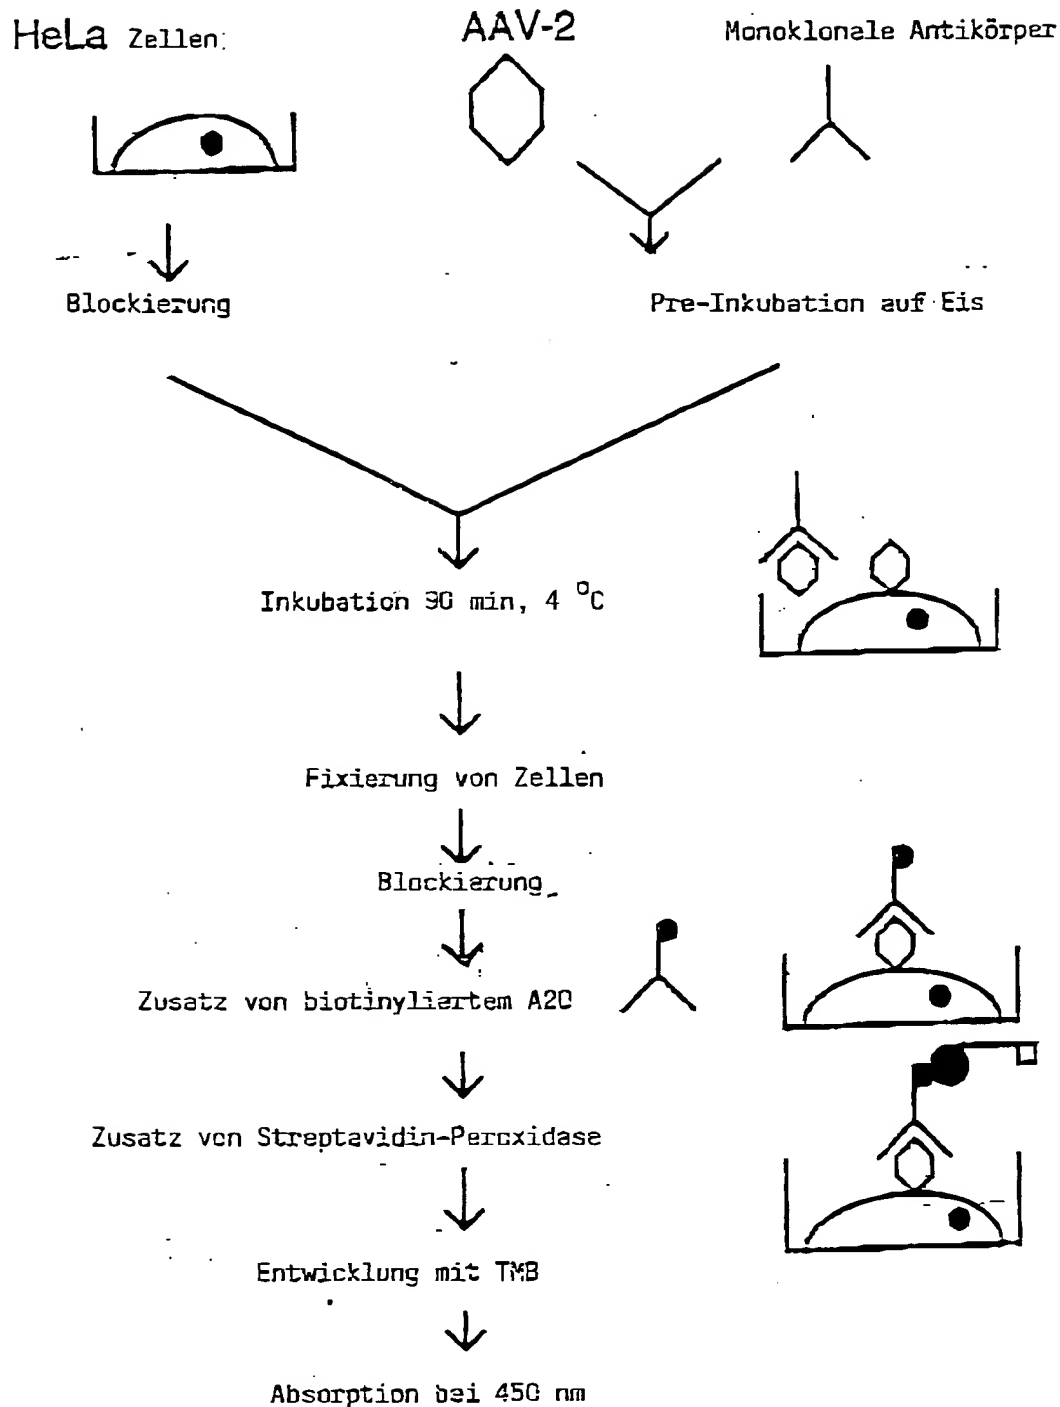 HeLa Zellen:
AAV-2
Monoklonale Antikörper
Blockierung
Pre-Inkubation auf Eis
Inkubation 90 min, 4 °C
Fixierung von Zellen
Blockierung
Zusatz von biotinyliertem A20
Zusatz von Streptavidin-Peroxidase
Entwicklung mit TMB
Absorption bei 450 nm